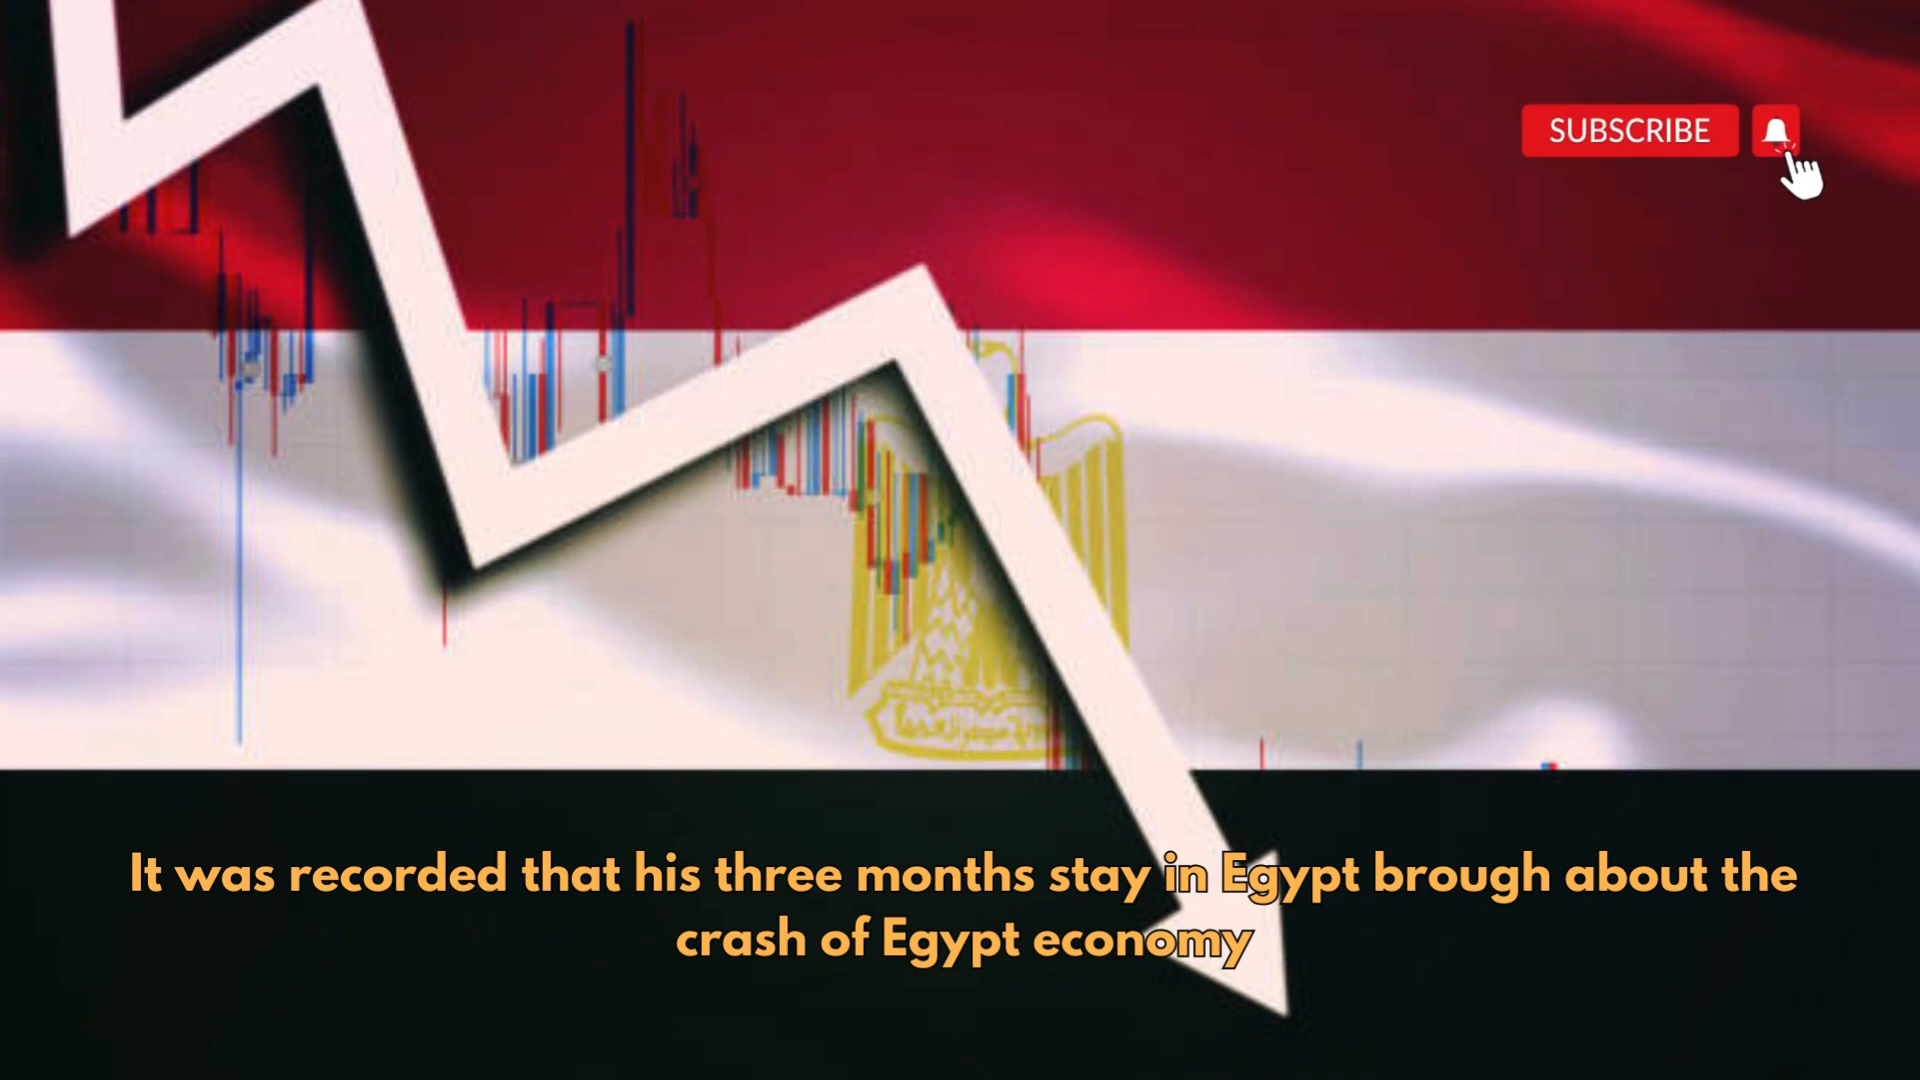 SUBSCRIBE
It was recorded that his three months stay in Egypt brough about the
crash of Egypt economy